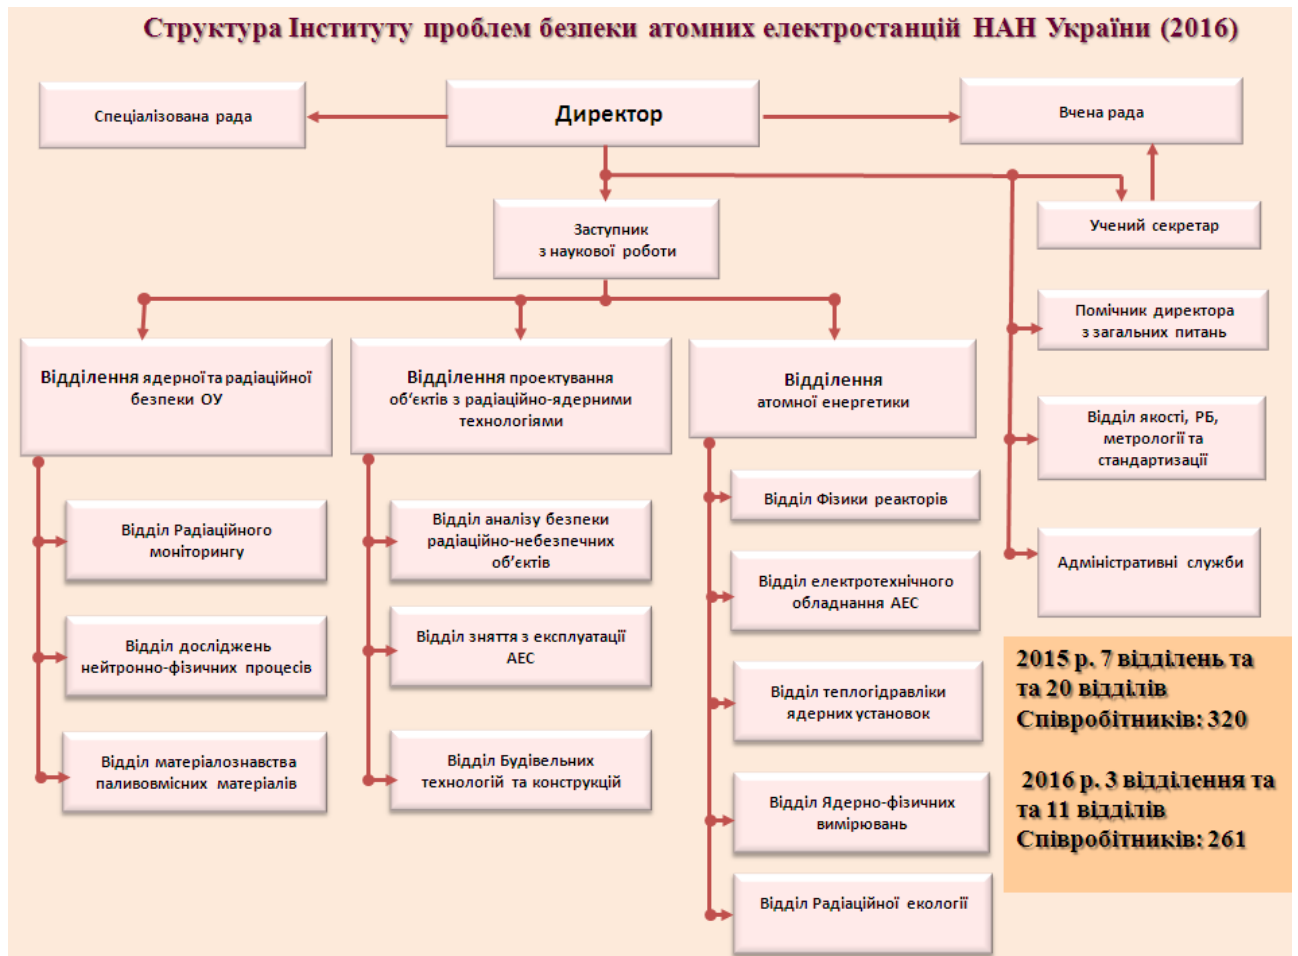 Структура Інституту проблем безпеки атомних електростанцій НАН України (2016)
Спеціалізована рада
Директор
Вчена рада
Заступник
з наукової роботи
Учений секретар
Помічник директора
з загальних питань
Відділ якості, РБ,
метрології та
стандартизації
Адміністративні служби
Відділення ядерної та радіаційної
безпеки ОУ
Відділ Радіаційного
моніторингу
Відділ досліджень
нейтронно-фізичних процесів
Відділ матеріалознавства
паливовмісних матеріалів
Відділення проектування
об‘єктів з радіаційно-ядерними
технологіями
Відділ аналізу безпеки
радіаційно-небезпечних
об‘єктів
Відділ зняття з експлуатації
АЕС
Відділ Будівельних
технологій та конструкцій
Відділення
атомної енергетики
Відділ Фізики реакторів
Відділ електротехнічного
обладнання АЕС
Відділ теплогідравліки
ядерних установок
Відділ Ядерно-фізичних
вимірювань
Відділ Радіаційної екології
2015 р. 7 відділень та
та 20 відділів
Співробітників: 320
2016 р. 3 відділення та
та 11 відділів
Співробітників: 261